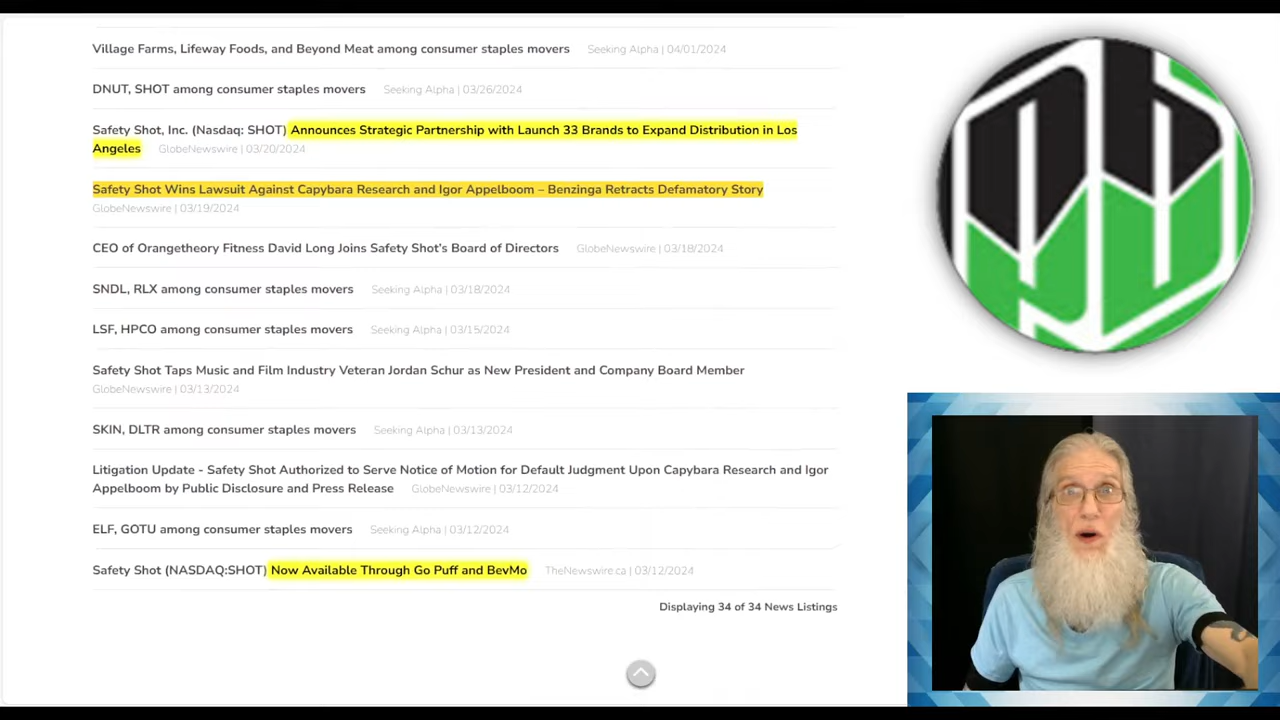 Village Farms, Lifeway Foods, and Beyond Meat among consumer staples movers Seeking Alpha | 04/01/2024
DNUT, SHOT among consumer staples movers Seeking Alpha | 03/26/2024
Safety Shot, Inc. (Nasdaq: SHOT) Announces Strategic Partnership with Launch 33 Brands to Expand Distribution in Los
Angeles GlobeNewswire | 03/20/2024
Safety Shot Wins Lawsuit Against Capybara Research and Igor Appelboom – Benzinga Retracts Defamatory Story
GlobeNewswire | 03/19/2024
CEO of Orangetheory Fitness David Long Joins Safety Shot's Board of Directors GlobeNewswire | 03/18/2024
SNDL, RLX among consumer staples movers Seeking Alpha | 03/18/2024
LSF, HPCO among consumer staples movers Seeking Alpha | 03/15/2024
Safety Shot Taps Music and Film Industry Veteran Jordan Schur as New President and Company Board Member
GlobeNewswire | 03/13/2024
SKIN, DLTR among consumer staples movers Seeking Alpha | 03/13/2024
Litigation Update - Safety Shot Authorized to Serve Notice of Motion for Default Judgment Upon Capybara Research and Igor
Appelboom by Public Disclosure and Press Release GlobeNewswire | 03/12/2024
ELF, GOTU among consumer staples movers Seeking Alpha | 03/12/2024
Safety Shot (NASDAQ:SHOT) Now Available Through Go Puff and BevMo TheNewswire.ca | 03/12/2024
Displaying 34 of 34 News Listings